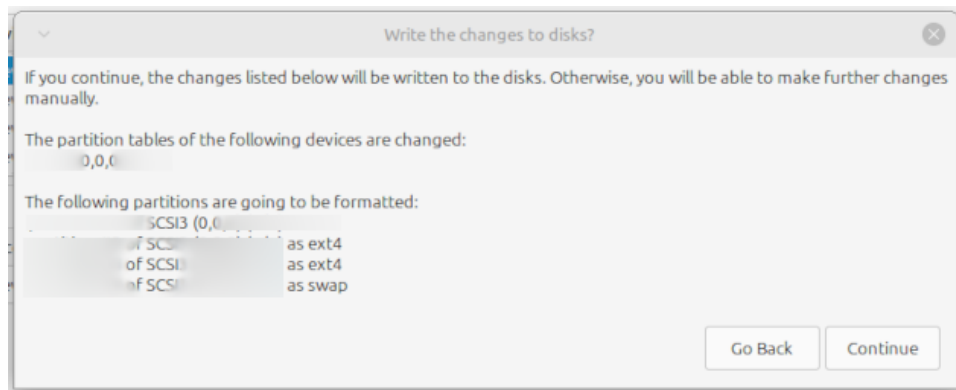 Write the changes to disks?
If you continue, the changes listed below will be written to the disks. Otherwise, you will be able to make further changes
manually.
The partition tables of the following devices are changed:
0,0,0
The following partitions are going to be formatted:
SCSI3 (0,0,
of SCSI
of SCSI3
of SCSI
as ext4
as ext4
as swap
Go Back
Continue